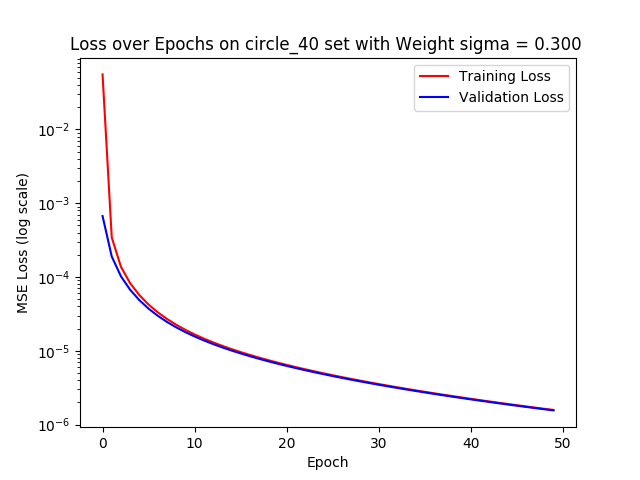 Loss over Epochs on circle_40 set with Weight sigma = 0.300
Training Loss
Validation Loss
MSE Loss (log scale)
10⁻²
10⁻³
10⁻⁴
10⁻⁵
10⁻⁶
0 10 20 30 40 50
Epoch